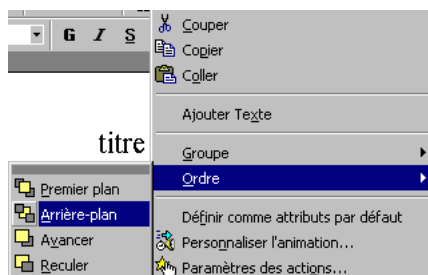 G I S
Couper
Copier
Coller
Ajouter Texte
titre
Groupe
Ordre
Premier plan
Arrière-plan
Avancer
Reculer
Définir comme attributs par défaut
Personnaliser l'animation...
Paramètres des actions...